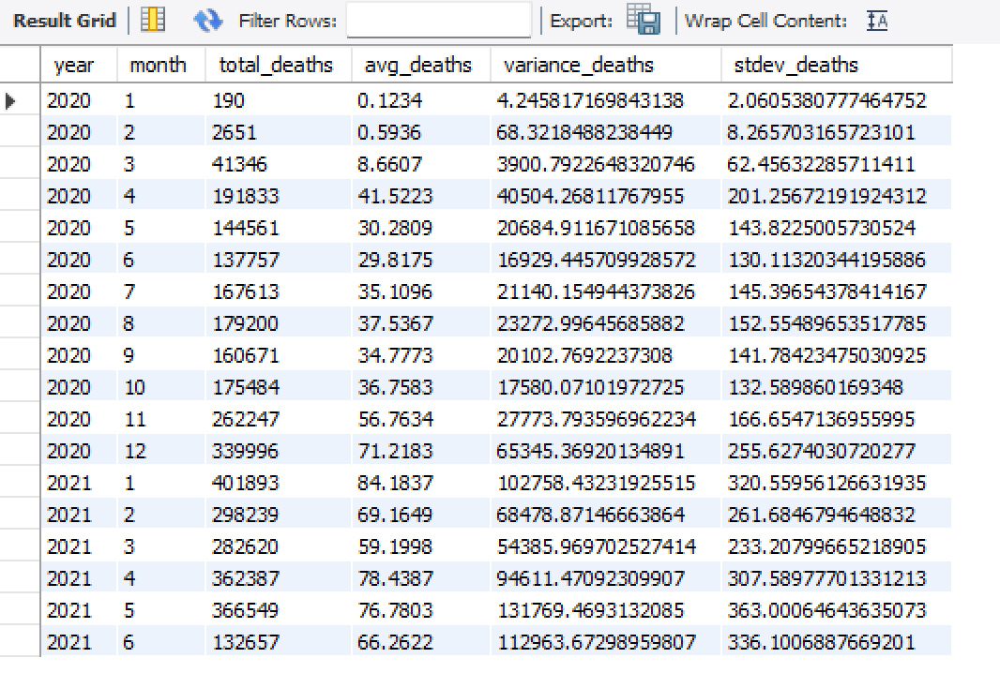 Result Grid Filter Rows: Export: Wrap Cell Content: IA
year month total_deaths avg_deaths variance_deaths stdev_deaths
2020 1 190 0.1234 4.245817169843138 2.0605380777464752
2020 2 2651 0.5936 68.3218488238449 8.265703165723101
2020 3 41346 8.6607 3900.7922648320746 62.45632285711411
2020 4 191833 41.5223 40504.26811767955 201.25672191924312
2020 5 144561 30.2809 20684.911671085658 143.8225005730524
2020 6 137757 29.8175 16929.445709928572 130.11320344195886
2020 7 167613 35.1096 21140.154944373826 145.39654378414167
2020 8 179200 37.5367 23272.99645685882 152.55489653517785
2020 9 160671 34.7773 20102.7692237308 141.78423475030925
2020 10 175484 36.7583 17580.07101972725 132.589860169348
2020 11 262247 56.7634 27773.793596962234 166.6547136955995
2020 12 339996 71.2183 65345.36920134891 255.6274030720277
2021 1 401893 84.1837 102758.43231925515 320.55956126631935
2021 2 298239 69.1649 68478.87146663864 261.6846794648832
2021 3 282620 59.1998 54385.969702527414 233.20799665218905
2021 4 362387 78.4387 94611.47092309907 307.58977701331213
2021 5 366549 76.7803 131769.4693132085 363.00064643635073
2021 6 132657 66.2622 112963.67298959807 336.1006887669201